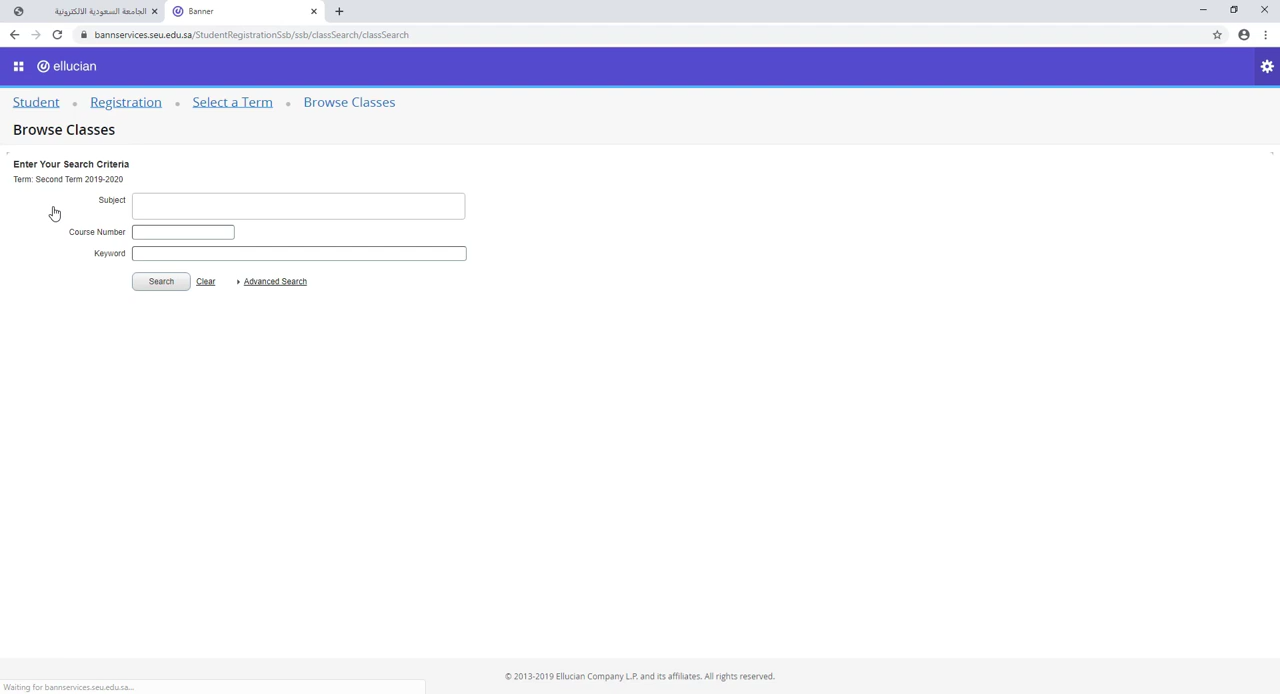 الجامعة السعودية الالكترونية
Banner
bannservices.seu.edu.sa/StudentRegistrationSsb/ssb/classSearch/classSearch
ellucian
Student • Registration • Select a Term • Browse Classes
Browse Classes
Enter Your Search Criteria
Term: Second Term 2019-2020
Subject
Course Number
Keyword
Search Clear Advanced Search
© 2013-2019 Ellucian Company L.P. and its affiliates. All rights reserved.
Waiting for bannservices.seu.edu.sa...